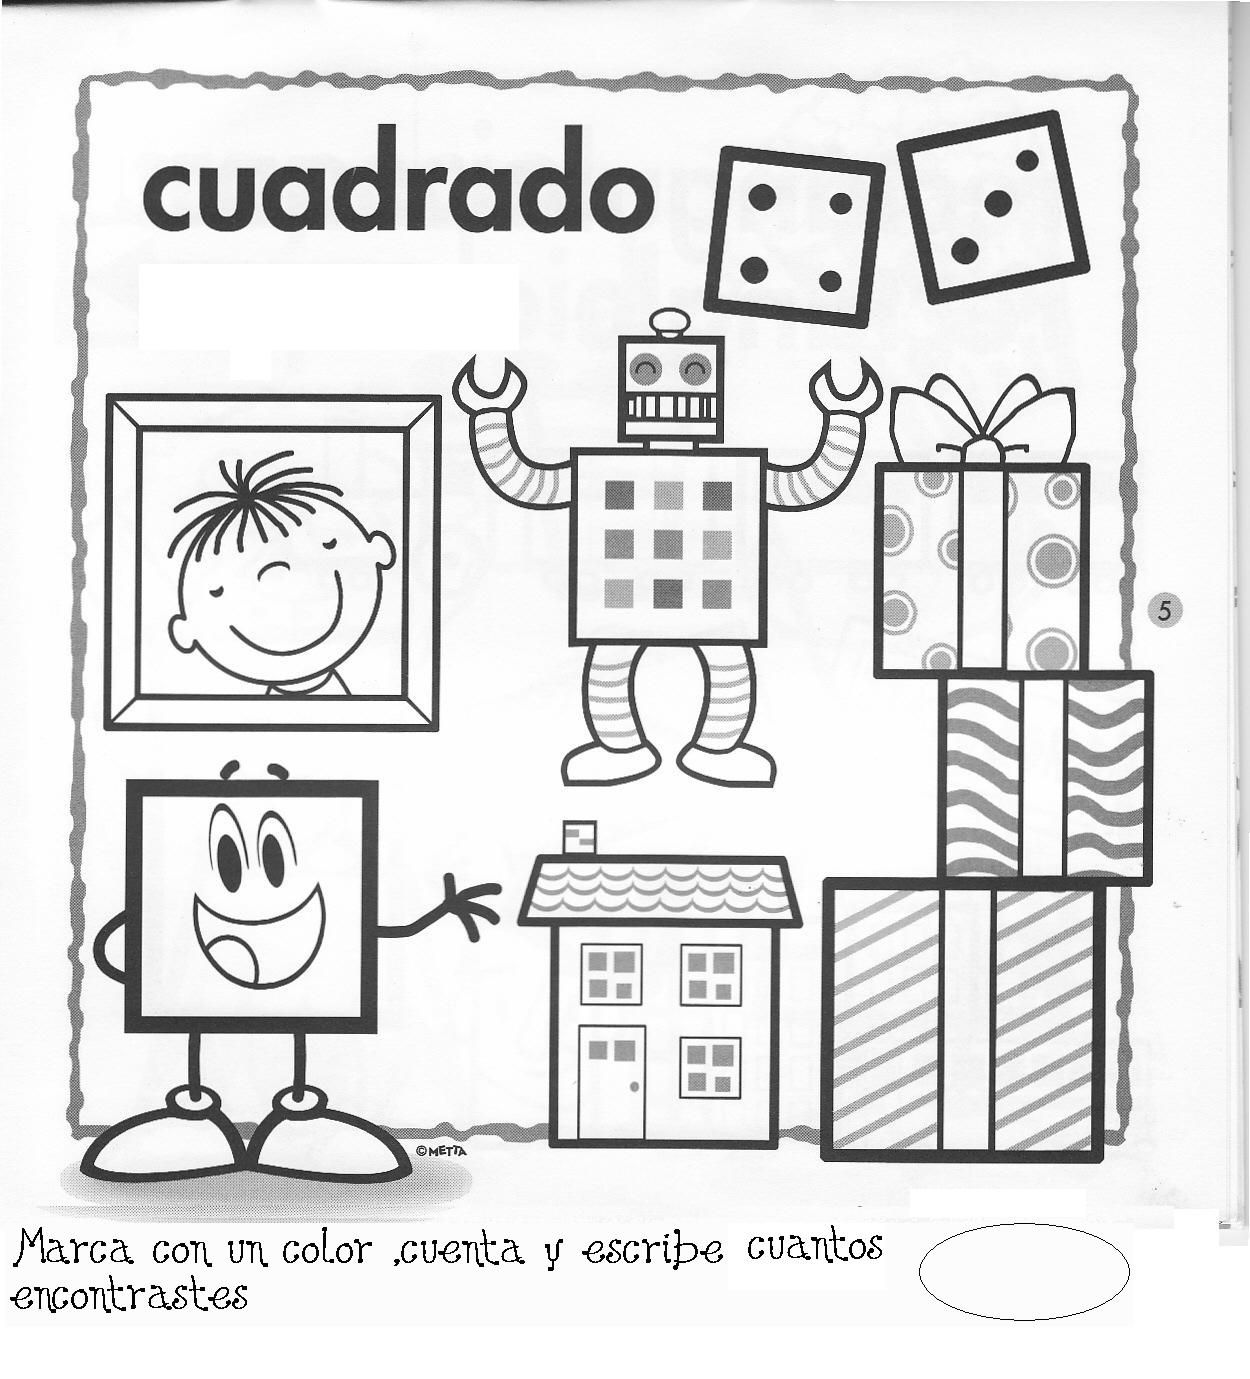 cuadrado
5
©METTA
Marca con un color ,cuenta y escribe cuantos
encontrastes